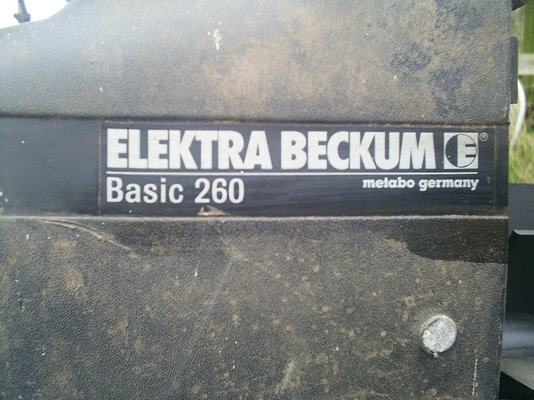 ELEKTRA BECKUM E®
Basic 260
metabo germany